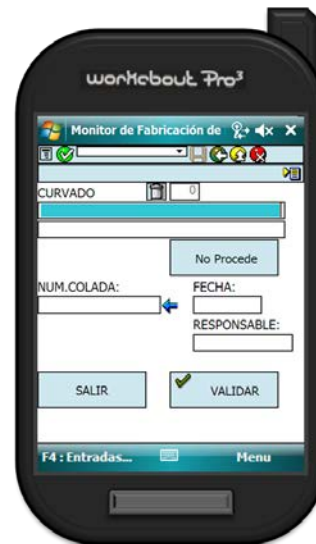 workabout Pro³
Monitor de Fabricación de
CURVADO 0
No Procede
NUM.COLADA: FECHA:
RESPONSABLE:
SALIR VALIDAR
F4 : Entradas... Menu